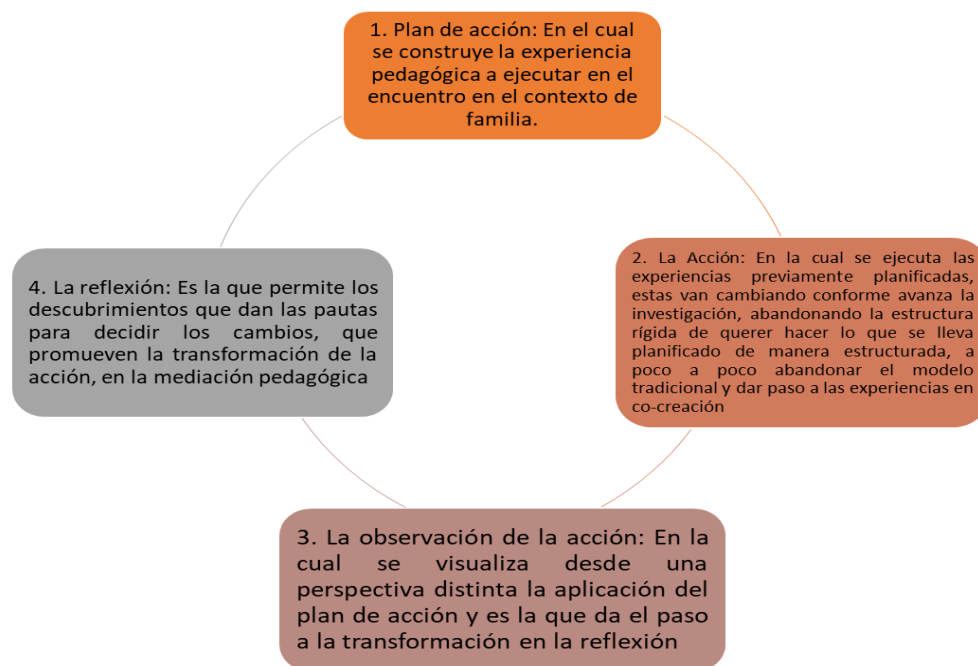 1. Plan de acción: En el cual
se construye la experiencia
pedagógica a ejecutar en el
encuentro en el contexto de
familia.
2. La Acción: En la cual se ejecuta las
experiencias previamente planificadas,
estas van cambiando conforme avanza la
investigación, abandonando la estructura
rígida de querer hacer lo que se lleva
planificado de manera estructurada, a
poco a poco abandonar el modelo
tradicional y dar paso a las experiencias en
co-creación
3. La observación de la acción: En la
cual se visualiza desde una
perspectiva distinta la aplicación del
plan de acción y es la que da el paso
a la transformación en la reflexión
4. La reflexión: Es la que permite los
descubrimientos que dan las pautas
para decidir los cambios, que
promueven la transformación de la
acción, en la mediación pedagógica